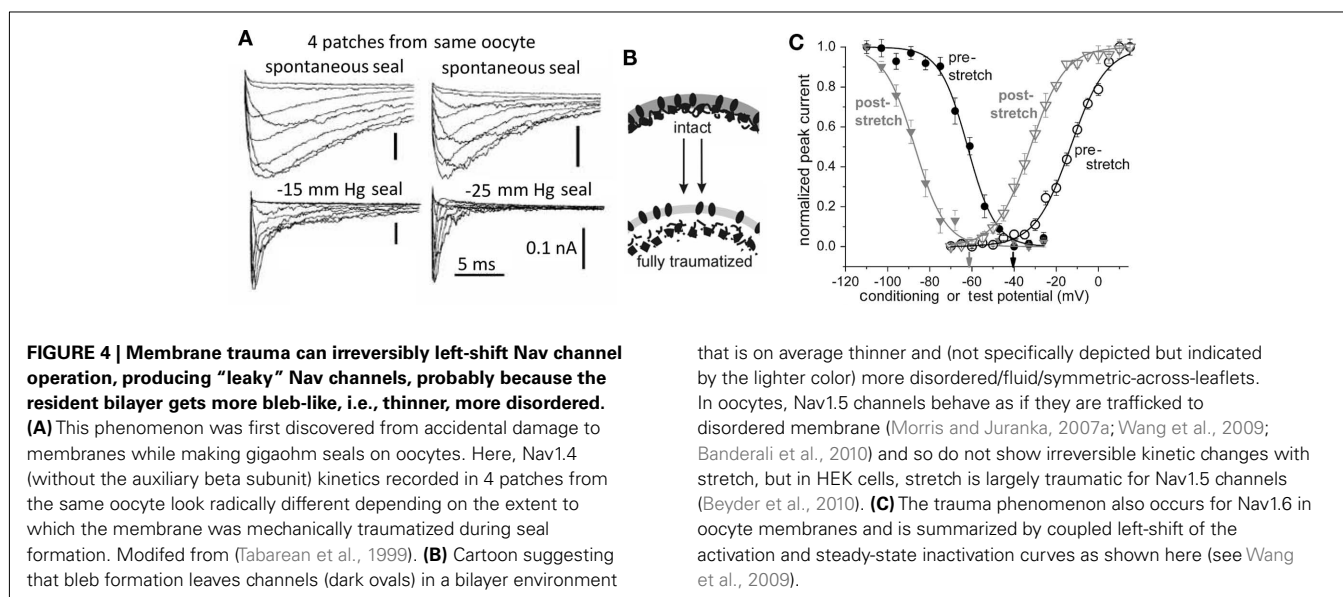 A
4 patches from same oocyte
spontaneous seal
spontaneous seal
-15 mm Hg seal
-25 mm Hg seal
0.1 nA
5 ms
B
intact
fully traumatized
C
normalized peak current
1.0
0.8
0.6
0.4
0.2
0.0
pre-
stretch
post-
stretch
post-
stretch
pre-
stretch
-120 -100 -80 -60 -40 -20 0
conditioning or test potential (mV)
FIGURE 4 | Membrane trauma can irreversibly left-shift Nav channel
operation, producing “leaky” Nav channels, probably because the
resident bilayer gets more bleb-like, i.e., thinner, more disordered.
(A) This phenomenon was first discovered from accidental damage to
membranes while making gigaohm seals on oocytes. Here, Nav1.4
(without the auxiliary beta subunit) kinetics recorded in 4 patches from
the same oocyte look radically different depending on the extent to
which the membrane was mechanically traumatized during seal
formation. Modifed from (Tabarean et al., 1999). (B) Cartoon suggesting
that bleb formation leaves channels (dark ovals) in a bilayer environment
that is on average thinner and (not specifically depicted but indicated
by the lighter color) more disordered/fluid/symmetric-across-leaflets.
In oocytes, Nav1.5 channels behave as if they are trafficked to
disordered membrane (Morris and Juranka, 2007a; Wang et al., 2009;
Banderali et al., 2010) and so do not show irreversible kinetic changes with
stretch, but in HEK cells, stretch is largely traumatic for Nav1.5 channels
(Beyder et al., 2010). (C) The trauma phenomenon also occurs for Nav1.6 in
oocyte membranes and is summarized by coupled left-shift of the
activation and steady-state inactivation curves as shown here (see Wang
et al., 2009).